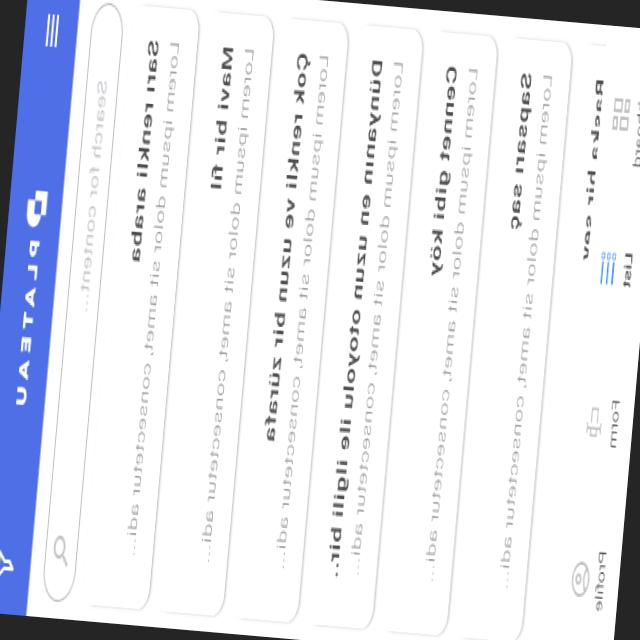 PLATEAU
Search for content...
Sarı renkli araba
Lorem ipsum dolor sit amet, consectetur adi...
Mavi bir fil
Lorem ipsum dolor sit amet, consectetur adi...
Çok renkli ve uzun bir zürafa
Lorem ipsum dolor sit amet, consectetur adi...
Dünyanın en uzun otoyolu ile ilgili bir...
Lorem ipsum dolor sit amet, consectetur adi...
Cennet gibi köy
Lorem ipsum dolor sit amet, consectetur adi...
Sapsarı saç
Lorem ipsum dolor sit amet, consectetur adi...
bir
List
Form
Profile